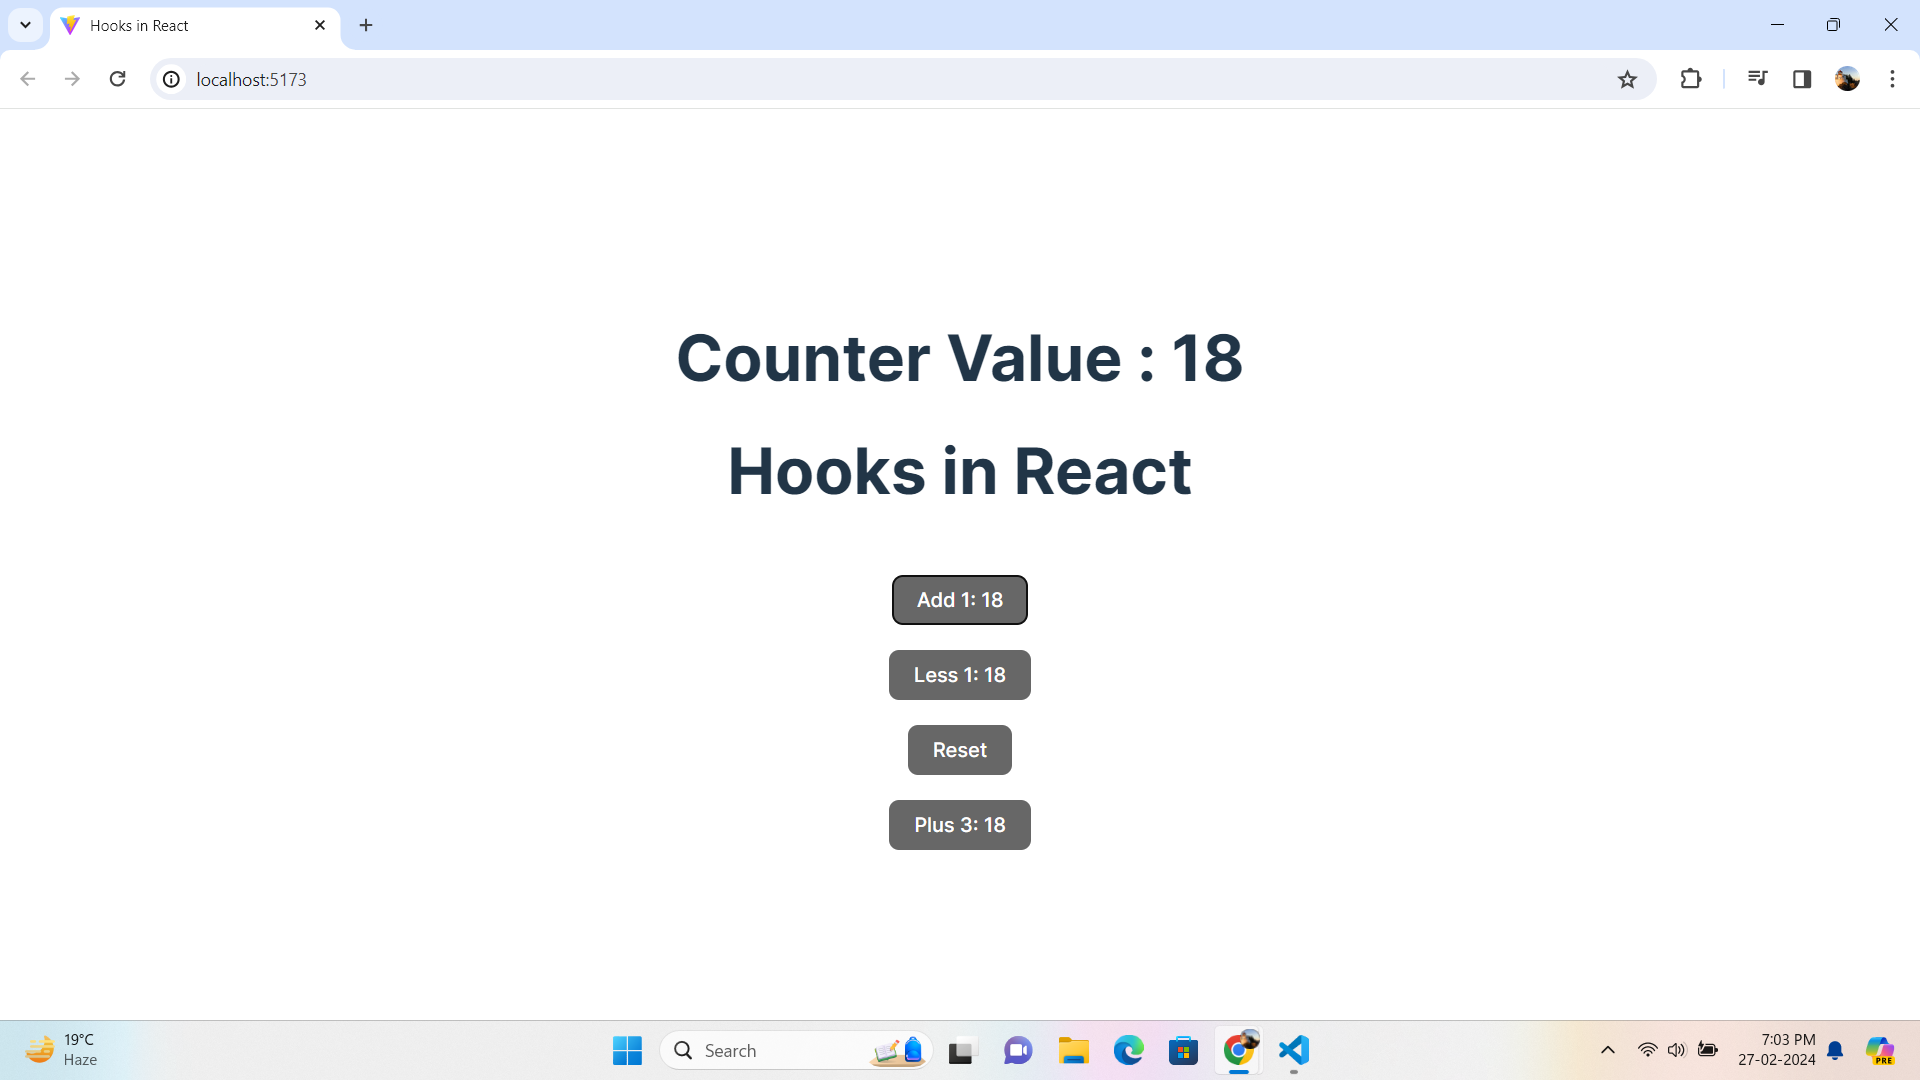 Hooks in React
localhost:5173
Counter Value : 18
Hooks in React
Add 1: 18
Less 1: 18
Reset
Plus 3: 18
19°C
Haze
Search
7:03 PM
27-02-2024
PRE